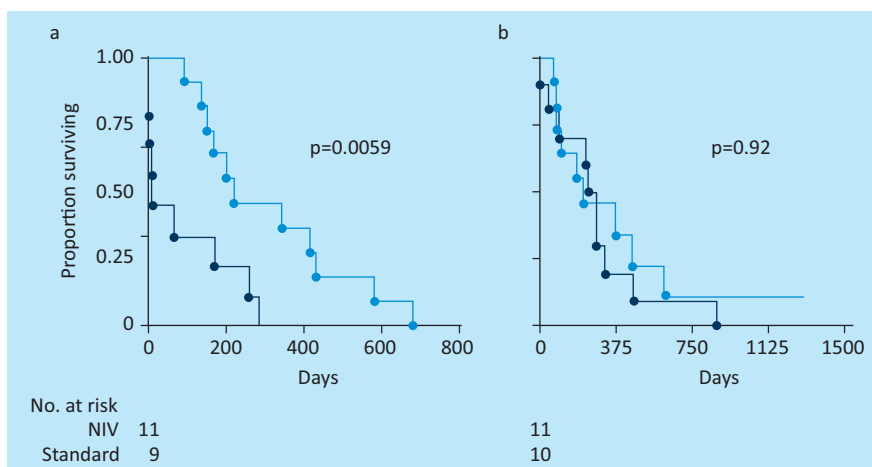 a
b
1.00
0.75
0.50
0.25
0
Proportion surviving
p=0.0059
p=0.92
0 200 400 600 800
0 375 750 1125 1500
Days
Days
No. at risk
NIV 11 11
Standard 9 10